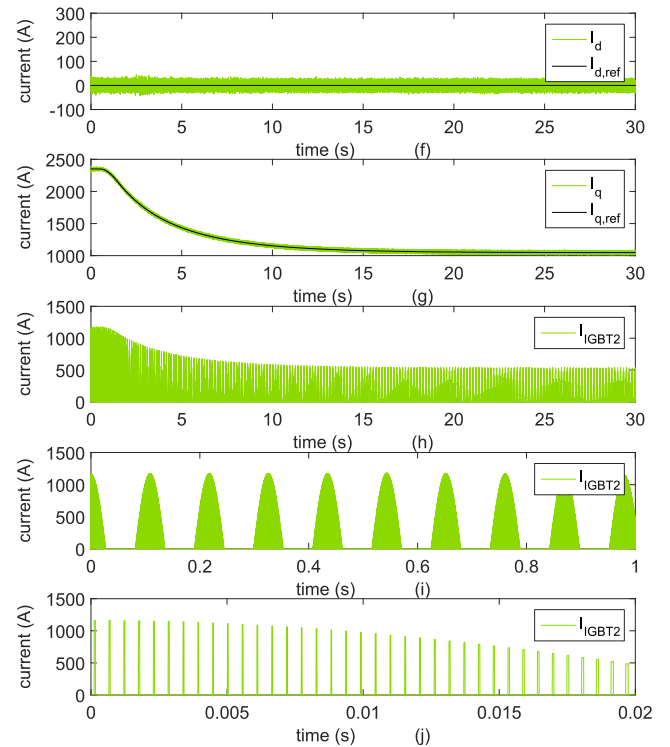 300
200
100
0
-100
current (A)
I_d
I_d,ref
0 5 10 15 20 25 30
time (s) (f)
2500
2000
1500
1000
current (A)
I_q
I_q,ref
0 5 10 15 20 25 30
time (s) (g)
1500
1000
500
0
current (A)
I_IGBT2
0 5 10 15 20 25 30
time (s) (h)
1500
1000
500
0
current (A)
I_IGBT2
0 0.2 0.4 0.6 0.8 1
time (s) (i)
1500
1000
500
0
current (A)
I_IGBT2
0 0.005 0.01 0.015 0.02
time (s) (j)